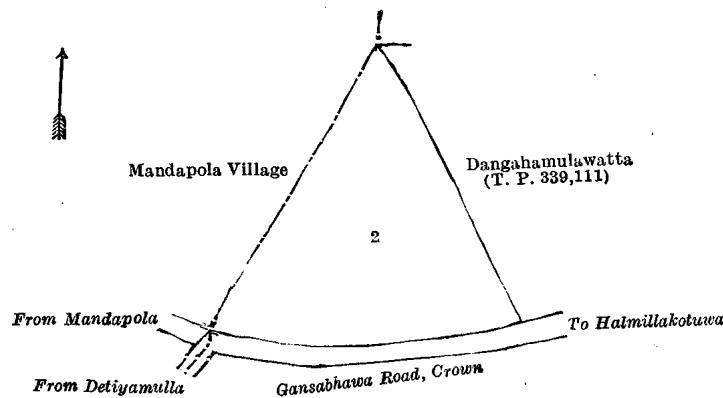 Mandapola Village
Dangahamulawatta
(T. P. 339,111)
2
From Mandapola
To Halmillakotuwa
From Detiyamulla
Gansabhawa Road, Crown